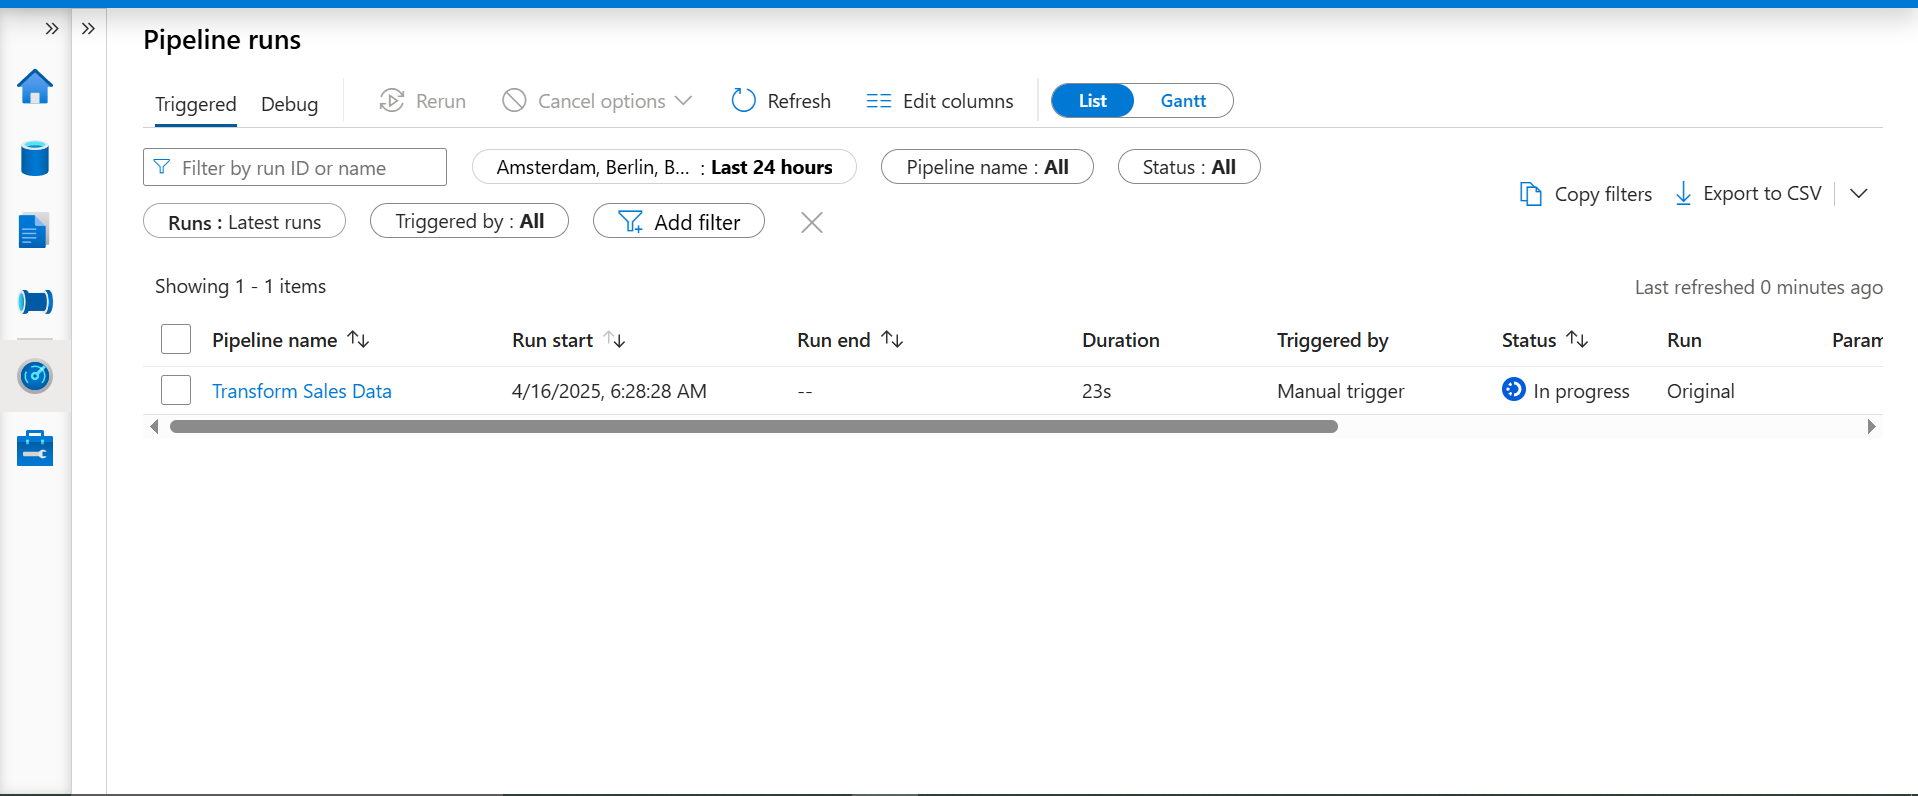 Pipeline runs
Triggered Debug Rerun Cancel options Refresh Edit columns List Gantt
Filter by run ID or name Amsterdam, Berlin, B... : Last 24 hours Pipeline name : All Status : All
Copy filters Export to CSV
Runs : Latest runs Triggered by : All Add filter
Showing 1 - 1 items Last refreshed 0 minutes ago
Pipeline name Run start Run end Duration Triggered by Status Run Param
Transform Sales Data 4/16/2025, 6:28:28 AM -- 23s Manual trigger In progress Original